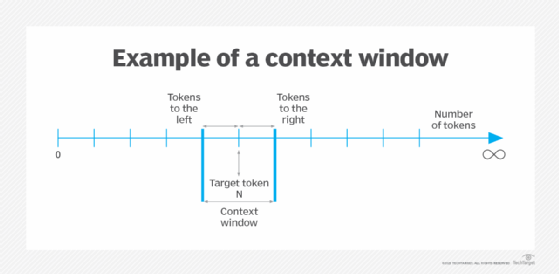 Example of a context window
Tokens
to the
left
Tokens
to the
right
Number
of tokens
0
∞
Target token
N
Context
window
TechTarget